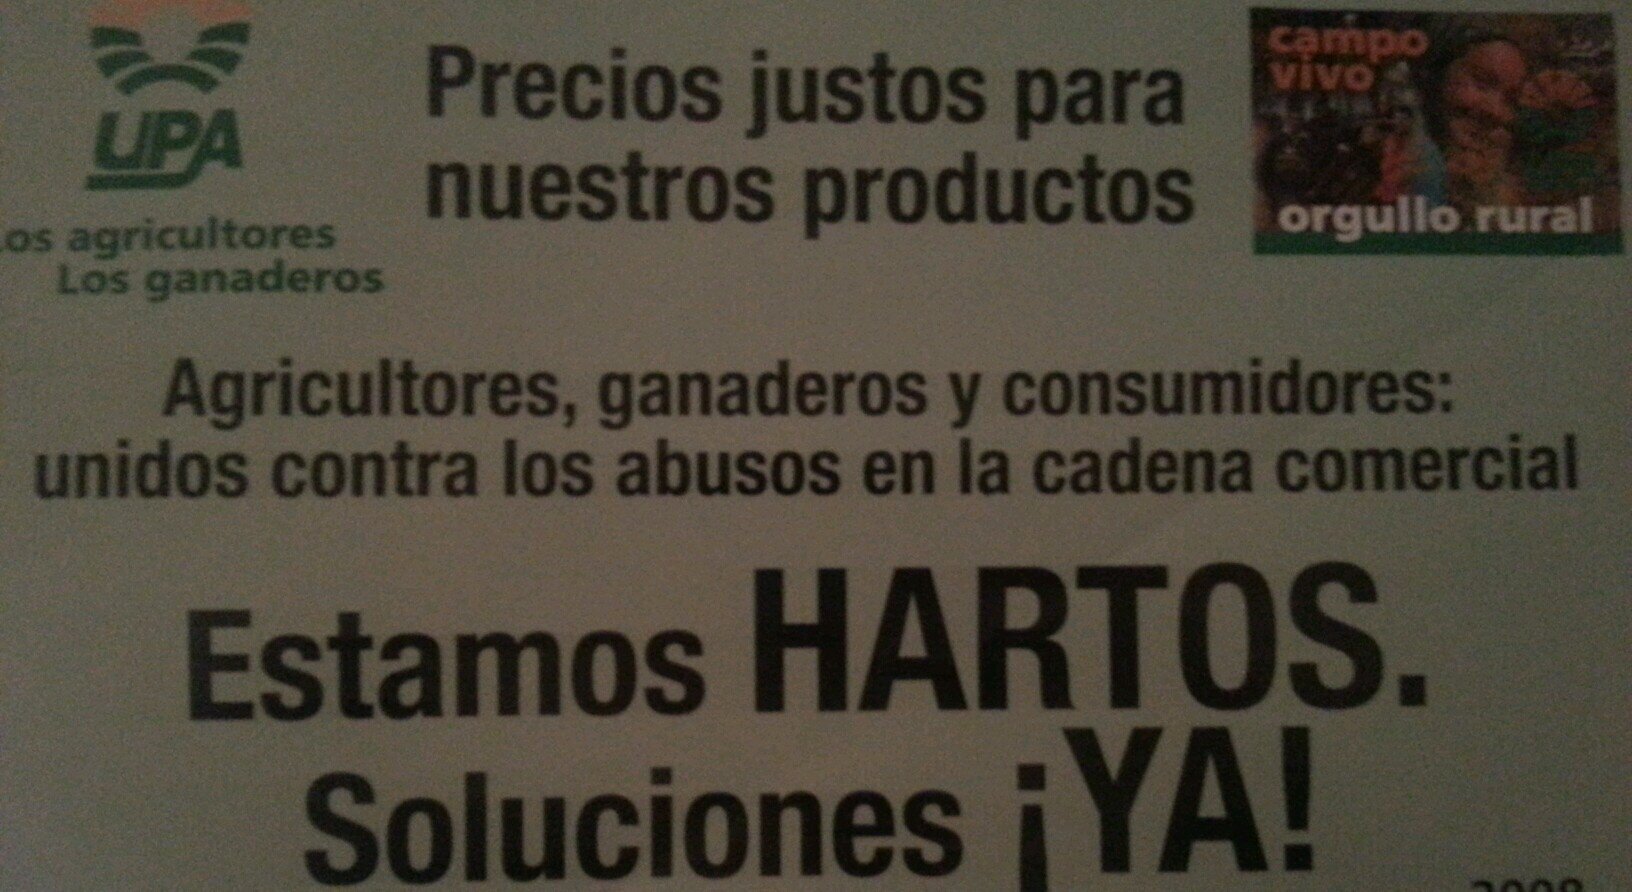 UPA
os agricultores
Los ganaderos
Precios justos para
nuestros productos
campo
vivo
orgullo rural
Agricultores, ganaderos y consumidores:
unidos contra los abusos en la cadena comercial
Estamos HARTOS.
Soluciones ¡YA!